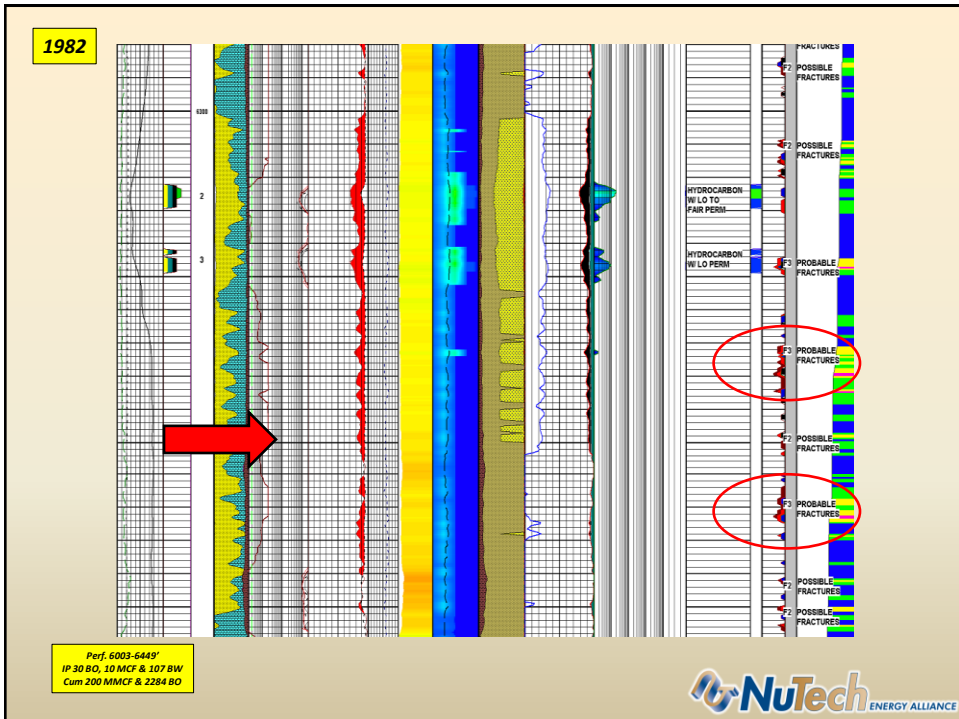 1982
FRACTURES
F2 POSSIBLE
FRACTURES
6300
F2 POSSIBLE
FRACTURES
2
HYDROCARBON
W/ LO TO
FAIR PERM
3
HYDROCARBON
W/ LO PERM
F3 PROBABLE
FRACTURES
F3 PROBABLE
FRACTURES
F2 POSSIBLE
FRACTURES
F3 PROBABLE
FRACTURES
F2 POSSIBLE
FRACTURES
F2 POSSIBLE
FRACTURES
Perf. 6003-6449'
IP 30 BO, 10 MCF & 107 BW
Cum 200 MMCF & 2284 BO
NuTech ENERGY ALLIANCE